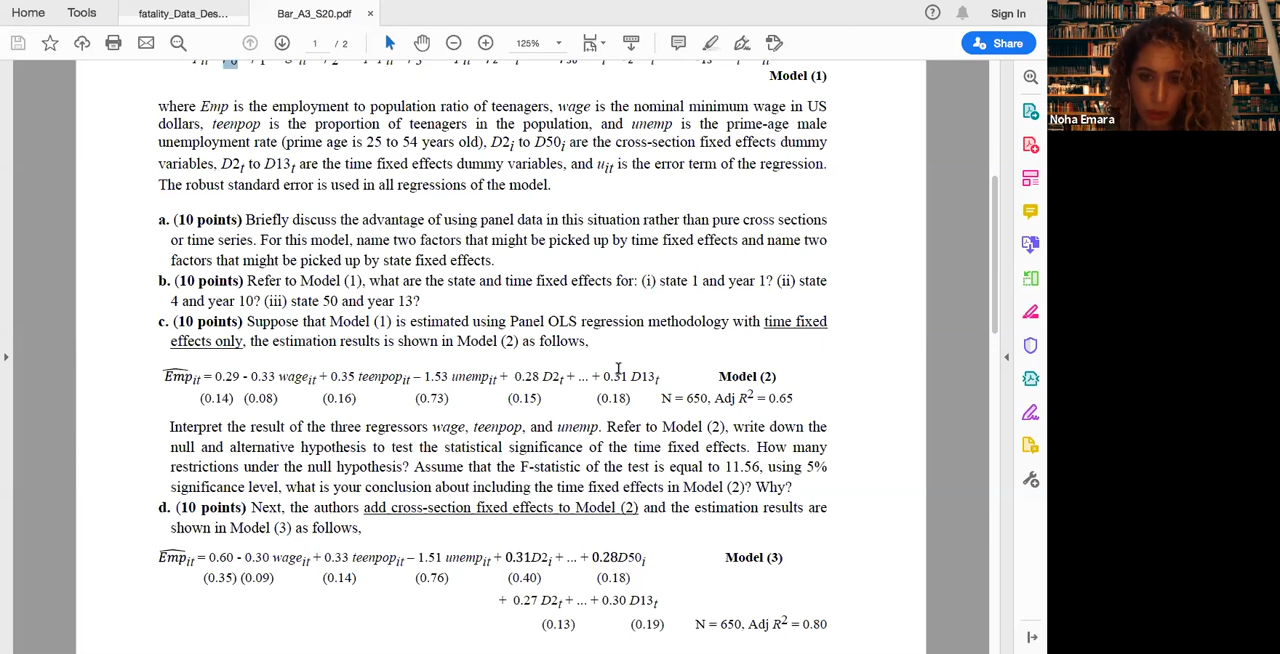 Home Tools fatality_Data_Des... Bar_A3_S20.pdf × Sign In
1 / 2 125% Share
Model (1)
where Emp is the employment to population ratio of teenagers, wage is the nominal minimum wage in US
dollars, teenpop is the proportion of teenagers in the population, and unemp is the prime-age male
unemployment rate (prime age is 25 to 54 years old), D2i to D50i are the cross-section fixed effects dummy
variables, D2t to D13t are the time fixed effects dummy variables, and uit is the error term of the regression.
The robust standard error is used in all regressions of the model.
a. (10 points) Briefly discuss the advantage of using panel data in this situation rather than pure cross sections
or time series. For this model, name two factors that might be picked up by time fixed effects and name two
factors that might be picked up by state fixed effects.
b. (10 points) Refer to Model (1), what are the state and time fixed effects for: (i) state 1 and year 1? (ii) state
4 and year 10? (iii) state 50 and year 13?
c. (10 points) Suppose that Model (1) is estimated using Panel OLS regression methodology with time fixed
effects only, the estimation results is shown in Model (2) as follows,
Êmpit = 0.29 - 0.33 wageit + 0.35 teenpopit – 1.53 unempit + 0.28 D2t + ... + 0.31 D13t Model (2)
(0.14) (0.08) (0.16) (0.73) (0.15) (0.18) N = 650, Adj R2 = 0.65
Interpret the result of the three regressors wage, teenpop, and unemp. Refer to Model (2), write down the
null and alternative hypothesis to test the statistical significance of the time fixed effects. How many
restrictions under the null hypothesis? Assume that the F-statistic of the test is equal to 11.56, using 5%
significance level, what is your conclusion about including the time fixed effects in Model (2)? Why?
d. (10 points) Next, the authors add cross-section fixed effects to Model (2) and the estimation results are
shown in Model (3) as follows,
Êmpit = 0.60 - 0.30 wageit + 0.33 teenpopit – 1.51 unempit + 0.31D2i + ... + 0.28D50i Model (3)
(0.35) (0.09) (0.14) (0.76) (0.40) (0.18)
+ 0.27 D2t + ... + 0.30 D13t
(0.13) (0.19) N = 650, Adj R2 = 0.80
Noha Emara